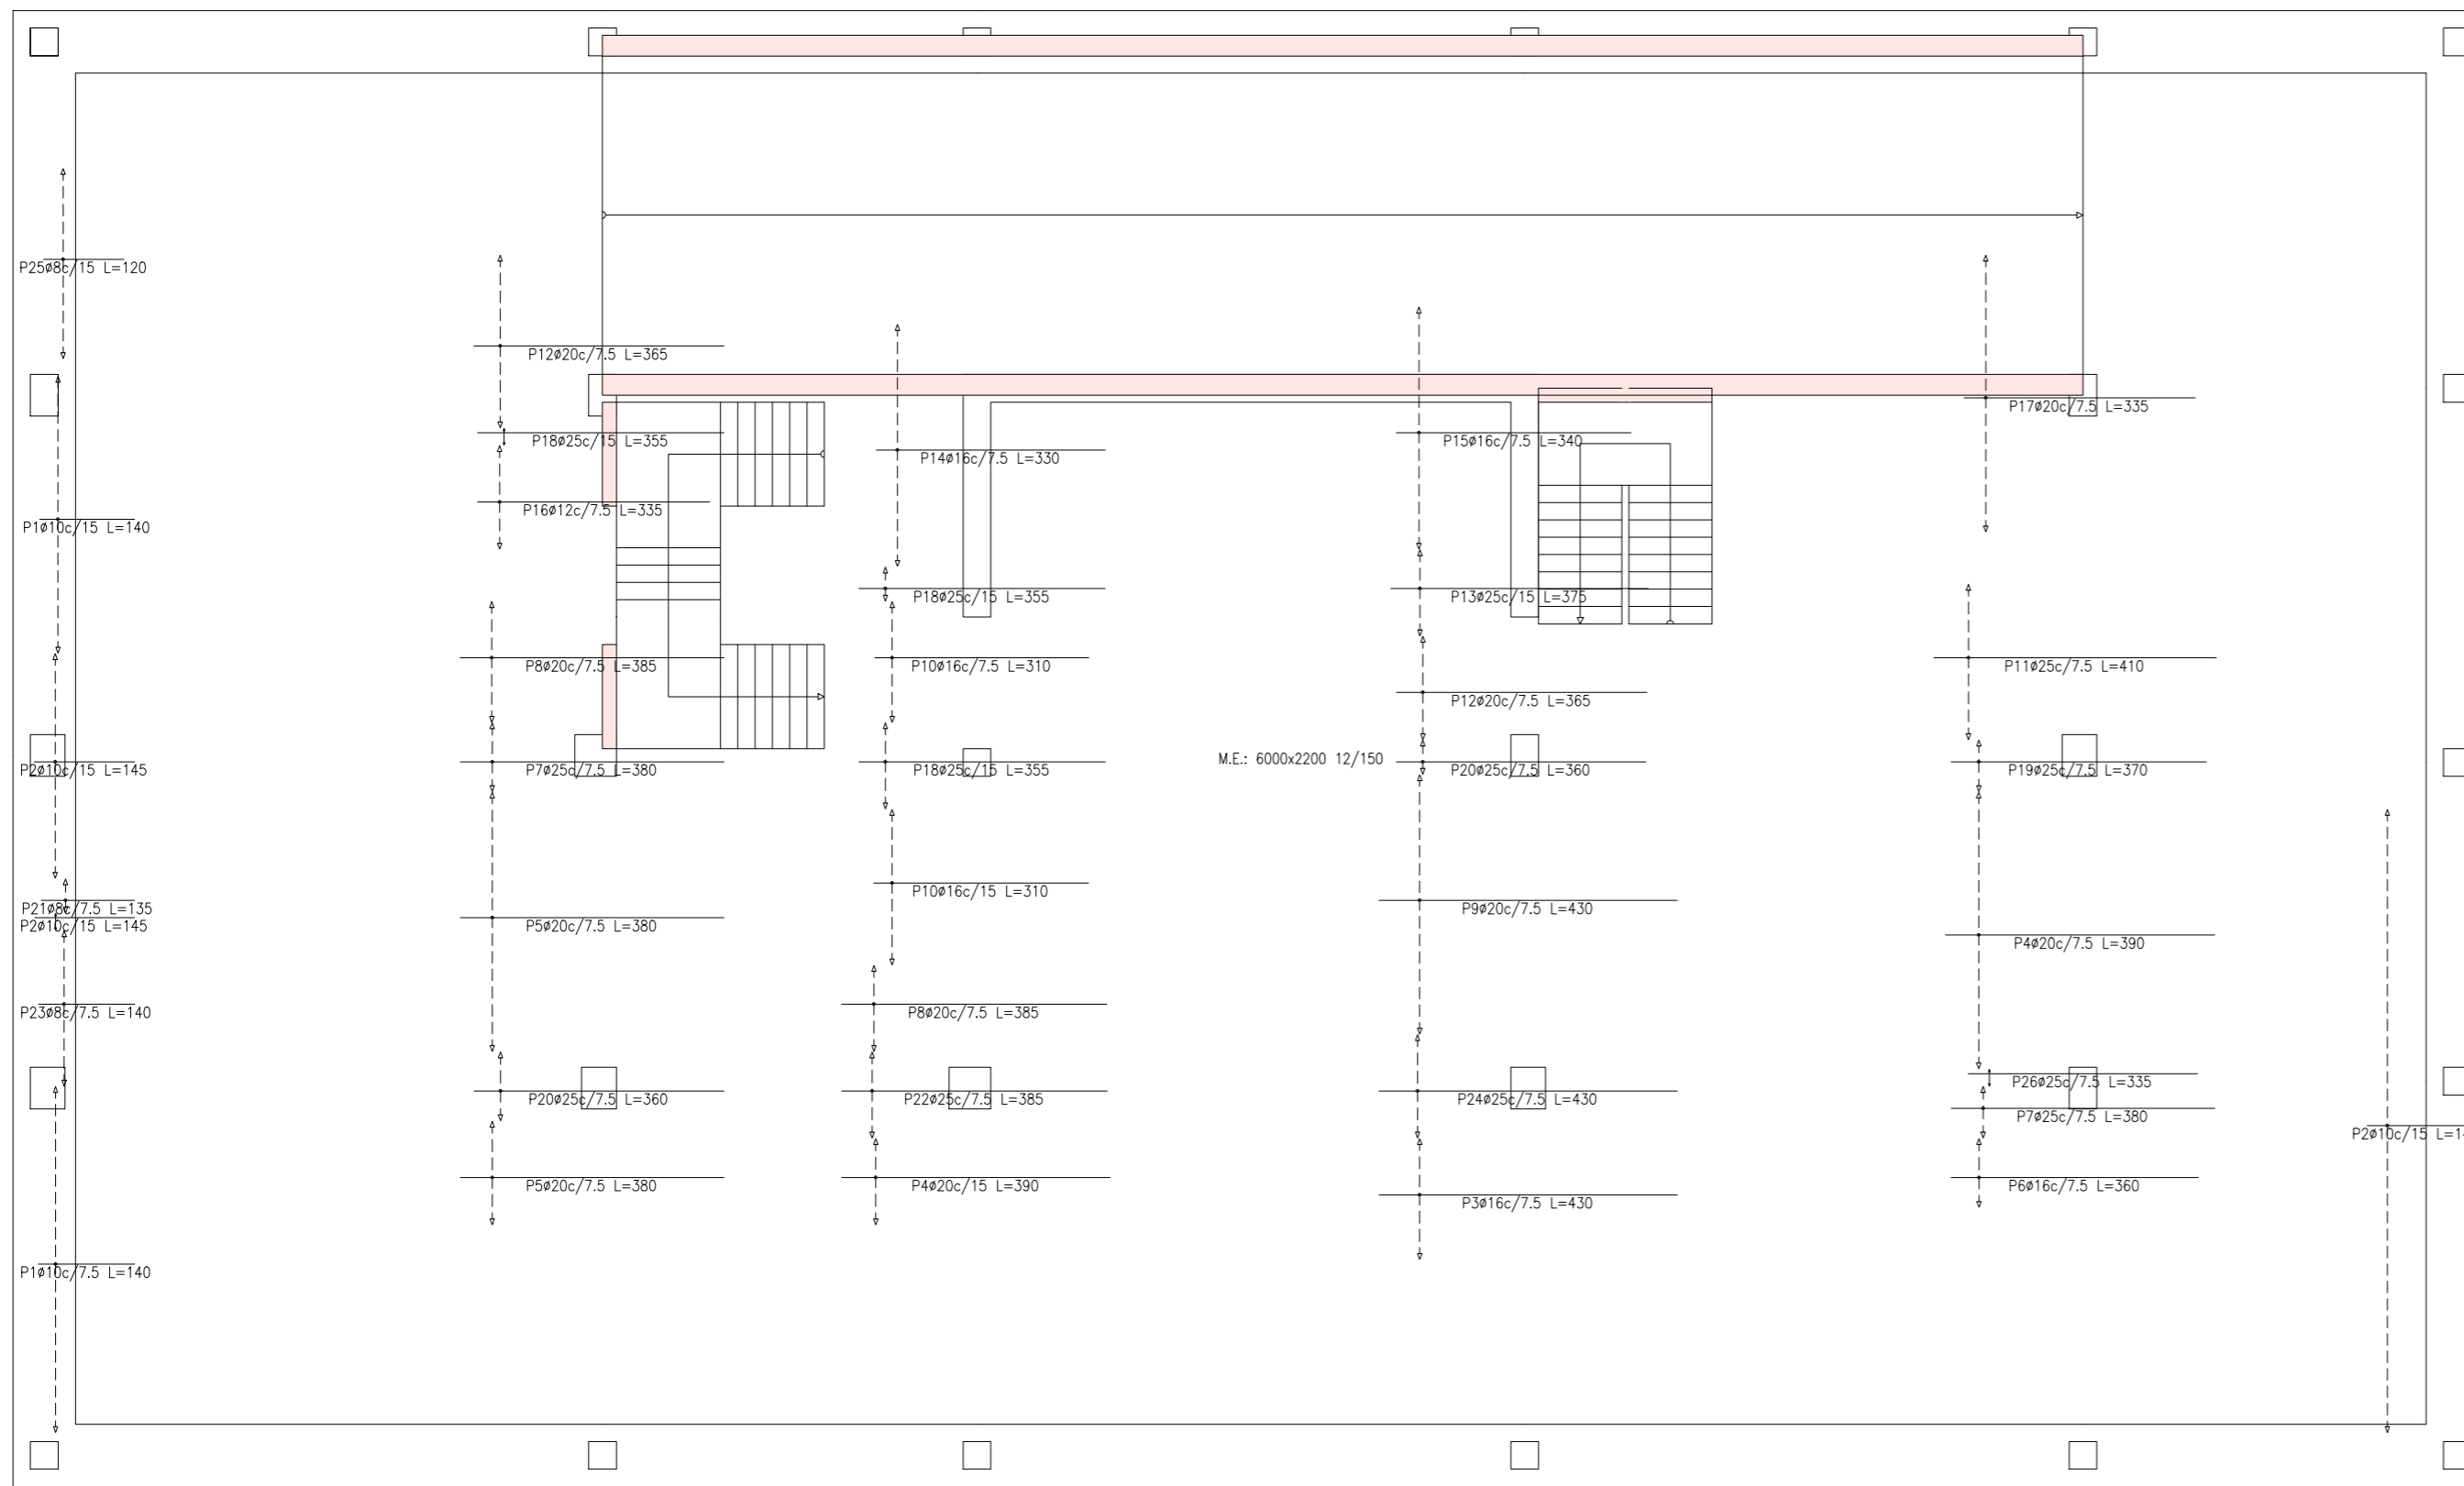 P25ø8c/15 L=120
P12ø20c/7.5 L=365
P17ø20c/7.5 L=335
P18ø25c/15 L=355
P15ø16c/7.5 L=340
P14ø16c/7.5 L=330
P16ø12c/7.5 L=335
P1ø10c/15 L=140
P18ø25c/15 L=355
P13ø25c/15 L=375
P8ø20c/7.5 L=385
P10ø16c/7.5 L=310
P11ø25c/7.5 L=410
P12ø20c/7.5 L=365
M.E.: 6000x2200 12/150
P2ø10c/15 L=145
P7ø25c/7.5 L=380
P18ø25c/15 L=355
P20ø25c/7.5 L=360
P19ø25c/7.5 L=370
P10ø16c/15 L=310
P21ø8c/7.5 L=135
P9ø20c/7.5 L=430
P2ø10c/15 L=145
P5ø20c/7.5 L=380
P4ø20c/7.5 L=390
P23ø8c/7.5 L=140
P8ø20c/7.5 L=385
P26ø25c/7.5 L=335
P20ø25c/7.5 L=360
P22ø25c/7.5 L=385
P24ø25c/7.5 L=430
P7ø25c/7.5 L=380
P2ø10c/15
P5ø20c/7.5 L=380
P4ø20c/15 L=390
P6ø16c/7.5 L=360
P3ø16c/7.5 L=430
P1ø10c/7.5 L=140